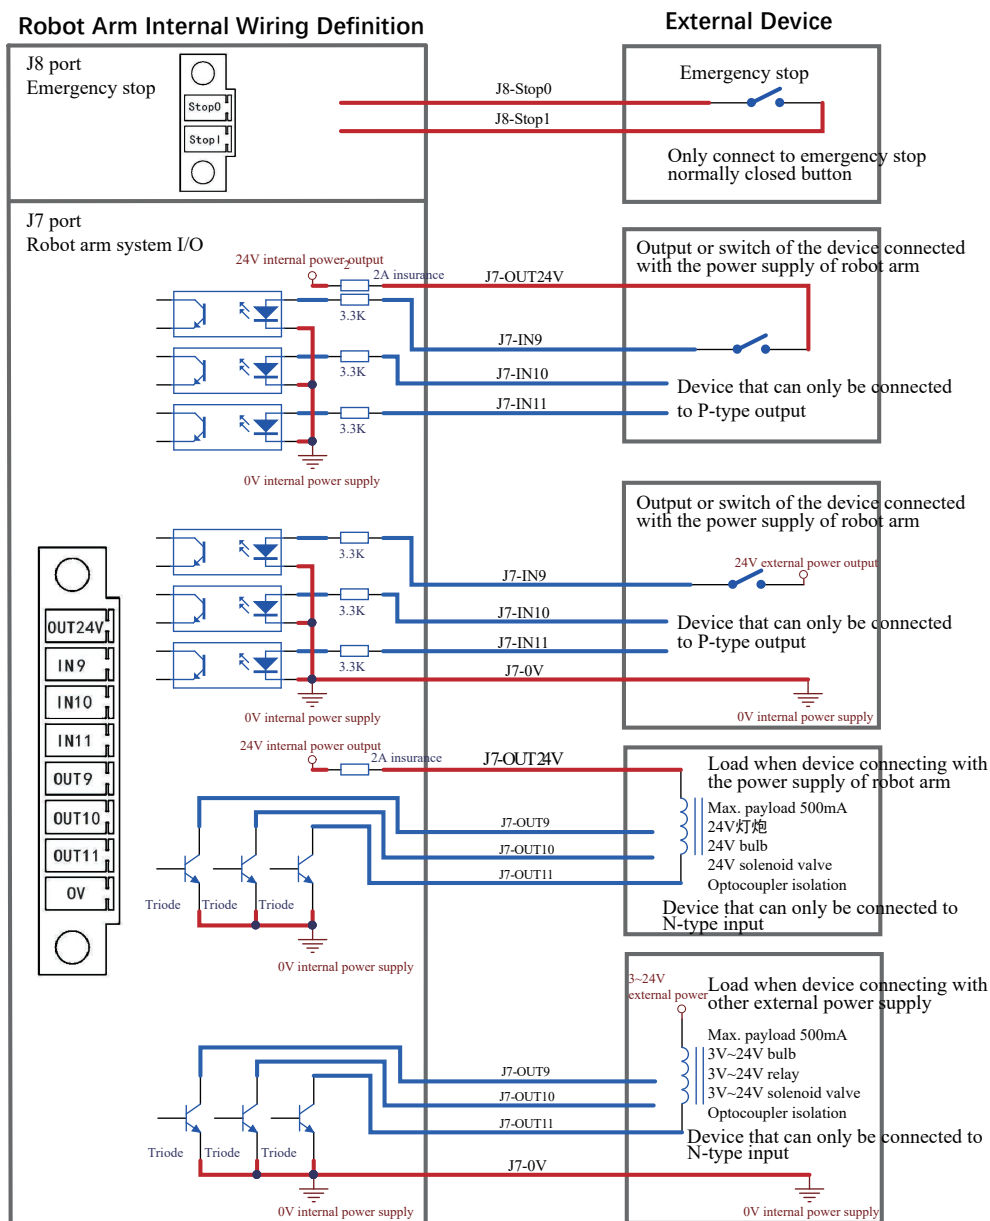 Robot Arm Internal Wiring Definition
External Device
J8 port
Emergency stop
Stop0
Stop1
J8-Stop0
J8-Stop1
Emergency stop
Only connect to emergency stop
normally closed button
J7 port
Robot arm system I/O
24V internal power output
2
2A insurance
J7-OUT24V
3.3K
J7-IN9
3.3K
J7-IN10
3.3K
J7-IN11
0V internal power supply
Output or switch of the device connected
with the power supply of robot arm
Device that can only be connected
to P-type output
3.3K
J7-IN9
3.3K
J7-IN10
3.3K
J7-IN11
J7-0V
0V internal power supply
Output or switch of the device connected
with the power supply of robot arm
24V external power output
Device that can only be connected
to P-type output
0V internal power supply
OUT24V
IN9
IN10
IN11
OUT9
OUT10
OUT11
0V
24V internal power output
2A insurance
J7-OUT24V
J7-OUT9
J7-OUT10
J7-OUT11
Triode
Triode
Triode
0V internal power supply
Load when device connecting with
the power supply of robot arm
Max. payload 500mA
24V灯炮
24V bulb
24V solenoid valve
Optocoupler isolation
Device that can only be connected to
N-type input
J7-OUT9
J7-OUT10
J7-OUT11
Triode
Triode
Triode
J7-0V
0V internal power supply
3~24V
external power
Load when device connecting with
other external power supply
Max. payload 500mA
3V~24V bulb
3V~24V relay
3V~24V solenoid valve
Optocoupler isolation
Device that can only be connected to
N-type input
0V internal power supply